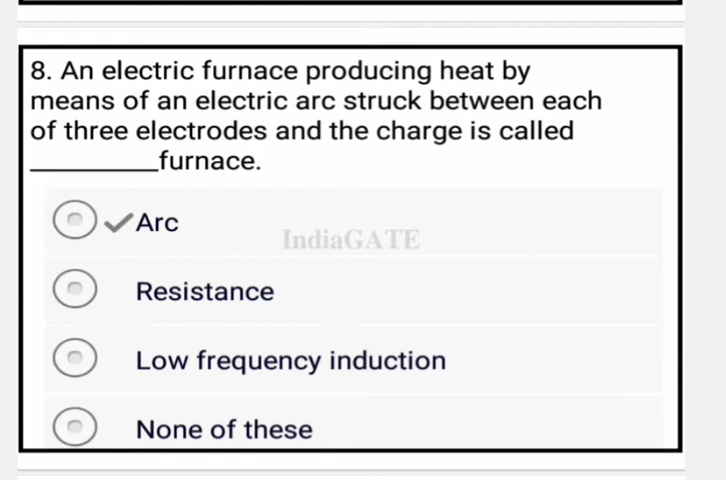 8. An electric furnace producing heat by
means of an electric arc struck between each
of three electrodes and the charge is called
_________furnace.
Arc
IndiaGATE
Resistance
Low frequency induction
None of these